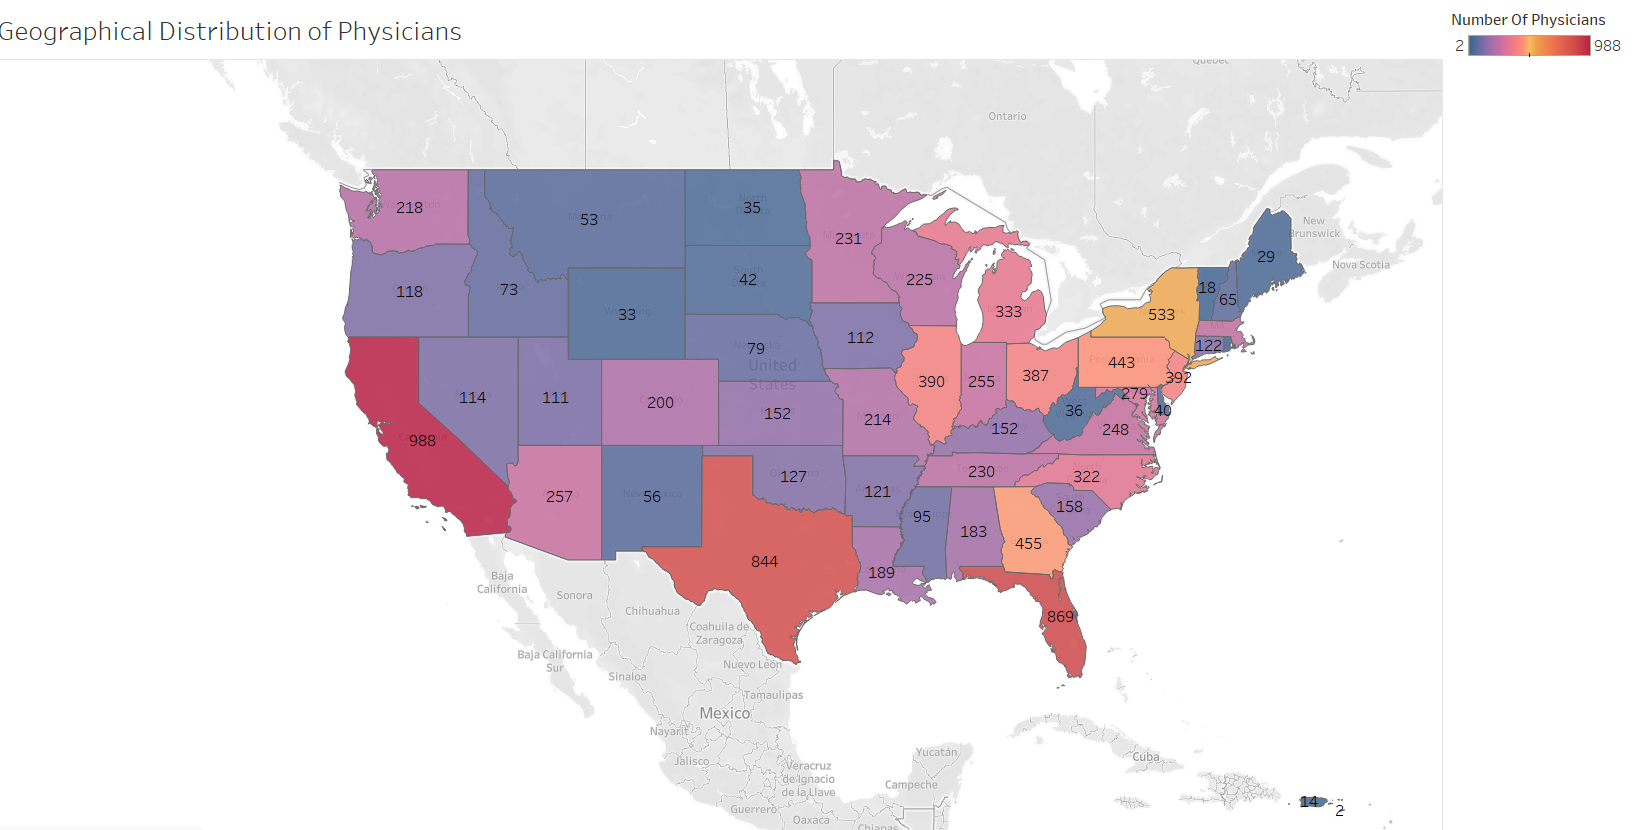 Geographical Distribution of Physicians
Number Of Physicians
2
988
Quebec
Ontario
New
Brunswick
Nova Scotia
218
53
35
231
225
333
29
18
65
533
122
118
73
33
42
79
112
443
392
279
40
36
248
390
255
387
United
States
114
111
200
152
214
152
988
230
322
257
New Mexico
56
127
121
95
183
158
455
844
189
869
Baja
California
Sonora
Chihuahua
Coahuila de
Zaragoza
Baja California
Sur
Sinaloa
Nuevo León
Tamaulipas
Mexico
Nayarit
Jalisco
Veracruz
de Ignacio
de la Llave
Yucatán
Campeche
Guerrero
Oaxaca
Chiapas
Cuba
14
2